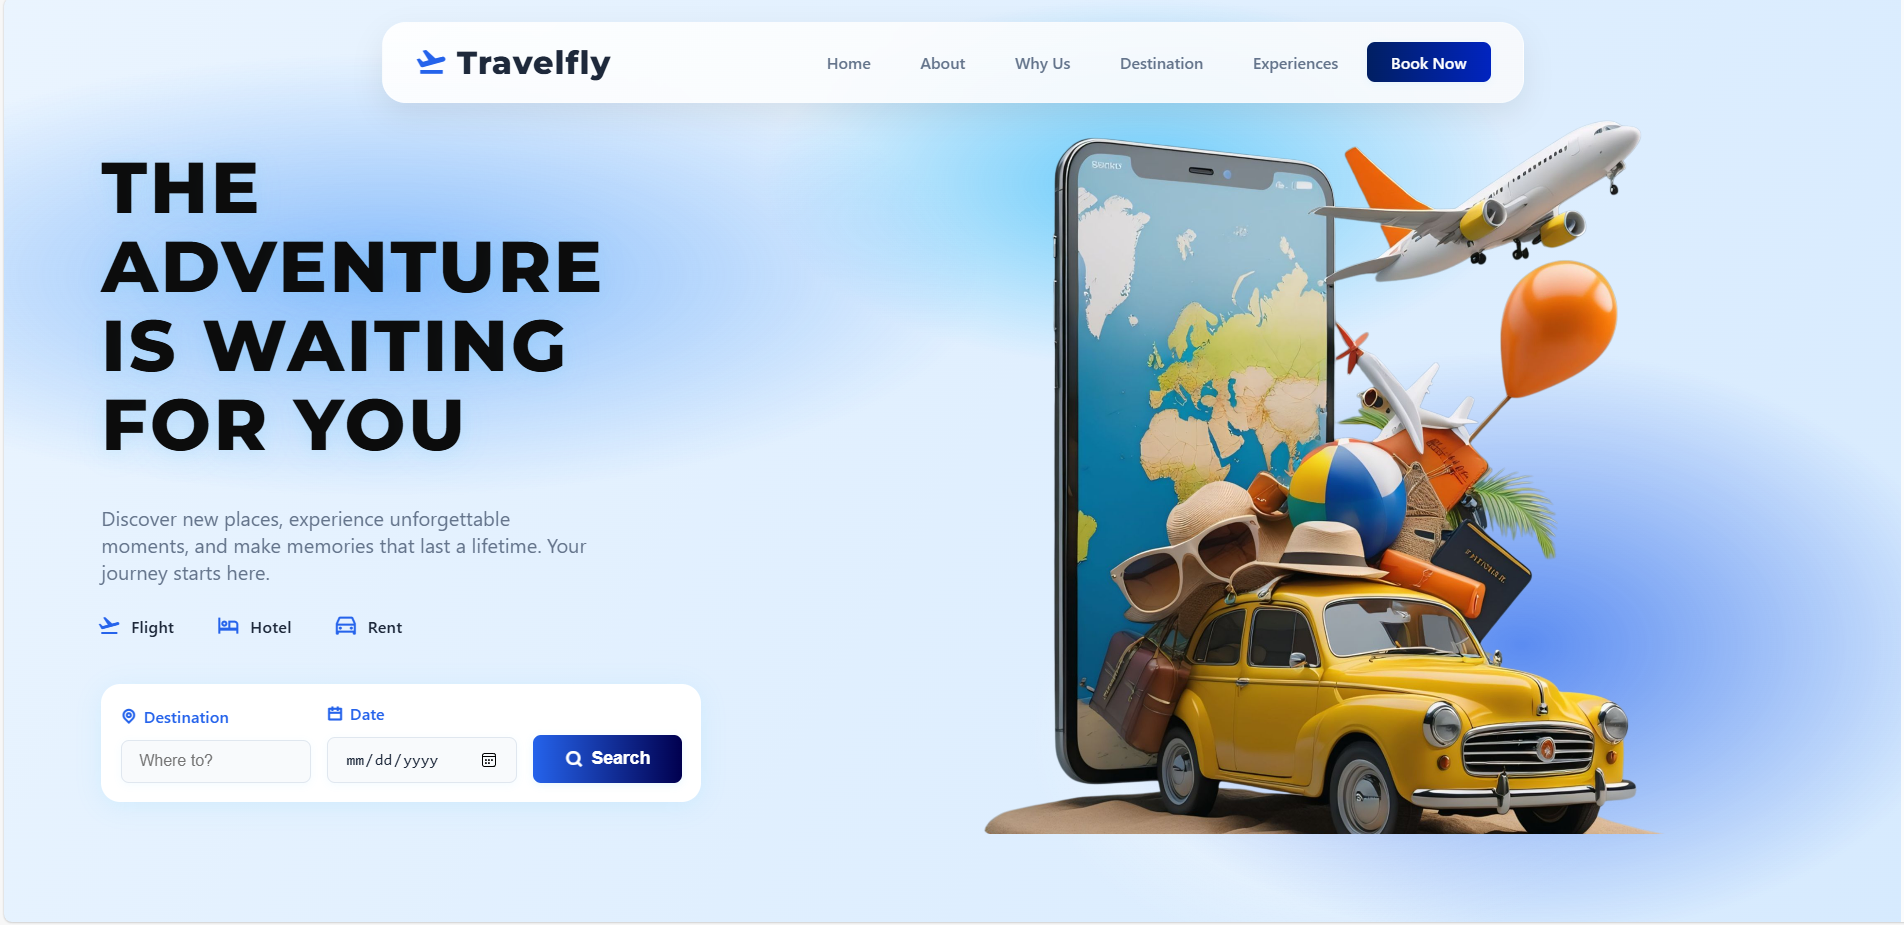 Travelfly
Home
About
Why Us
Destination
Experiences
Book Now
THE
ADVENTURE
IS WAITING
FOR YOU
Discover new places, experience unforgettable
moments, and make memories that last a lifetime. Your
journey starts here.
Flight
Hotel
Rent
Destination
Date
Where to?
mm/dd/yyyy
Search